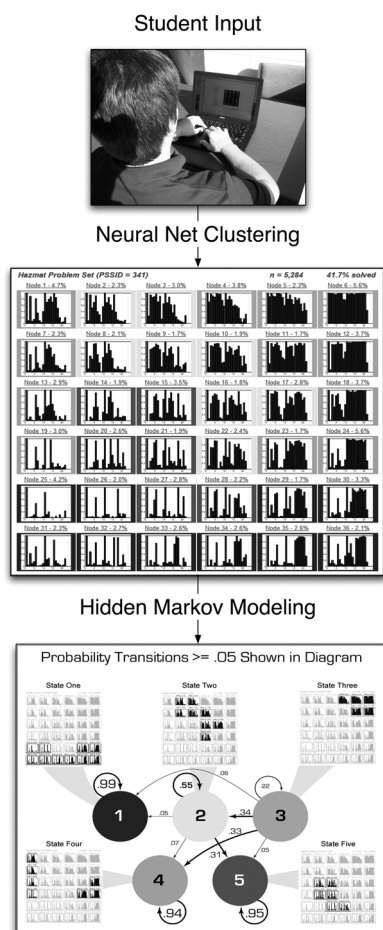 Student Input
Neural Net Clustering
Hazmat Problem Set (PSSID = 341) n = 5,284 41.7% solved
Node 1 - 4.7% Node 2 - 2.3% Node 3 - 3.0% Node 4 - 3.8% Node 5 - 2.3% Node 6 - 5.6%
Node 7 - 2.3% Node 8 - 2.1% Node 9 - 1.7% Node 10 - 1.9% Node 11 - 1.7% Node 12 - 3.7%
Node 13 - 2.9% Node 14 - 1.9% Node 15 - 3.5% Node 16 - 1.8% Node 17 - 2.8% Node 18 - 3.7%
Node 19 - 3.0% Node 20 - 2.6% Node 21 - 1.9% Node 22 - 2.4% Node 23 - 1.7% Node 24 - 5.6%
Node 25 - 4.2% Node 26 - 2.0% Node 27 - 2.8% Node 28 - 2.2% Node 29 - 1.7% Node 30 - 3.3%
Node 31 - 2.3% Node 32 - 2.7% Node 33 - 2.6% Node 34 - 2.6% Node 35 - 2.6% Node 36 - 2.1%
Hidden Markov Modeling
Probability Transitions >= .05 Shown in Diagram
State One State Two State Three
.06
.99 .55 .22
1 2 3
.05 .34
.33
.07 .31 .05
State Four State Five
4 5
.94 .95